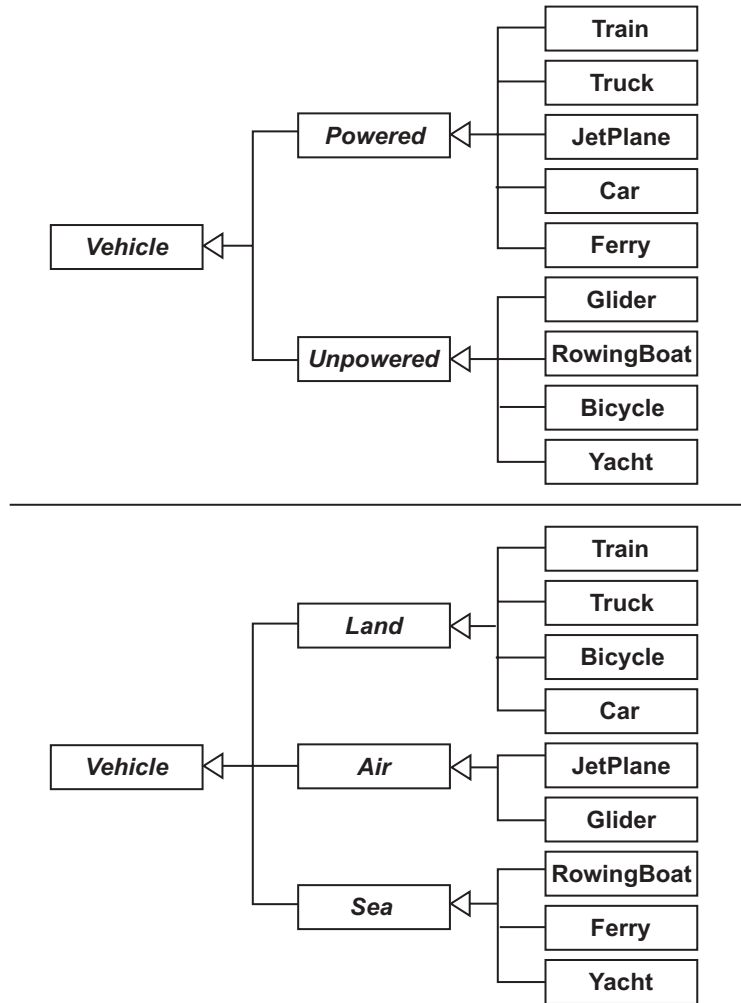 Train
Truck
Powered
JetPlane
Car
Vehicle
Ferry
Glider
Unpowered
RowingBoat
Bicycle
Yacht
Train
Land
Truck
Bicycle
Car
Vehicle
Air
JetPlane
Glider
RowingBoat
Sea
Ferry
Yacht